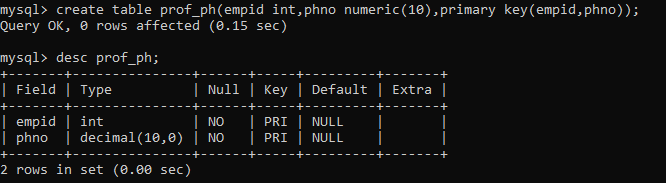 mysql> create table prof_ph(empid int,phno numeric(10),primary key(empid,phno));
Query OK, 0 rows affected (0.15 sec)

mysql> desc prof_ph;
+-------+---------------+------+-----+---------+-------+
| Field | Type          | Null | Key | Default | Extra |
+-------+---------------+------+-----+---------+-------+
| empid | int           | NO   | PRI | NULL    |       |
| phno  | decimal(10,0) | NO   | PRI | NULL    |       |
+-------+---------------+------+-----+---------+-------+
2 rows in set (0.00 sec)